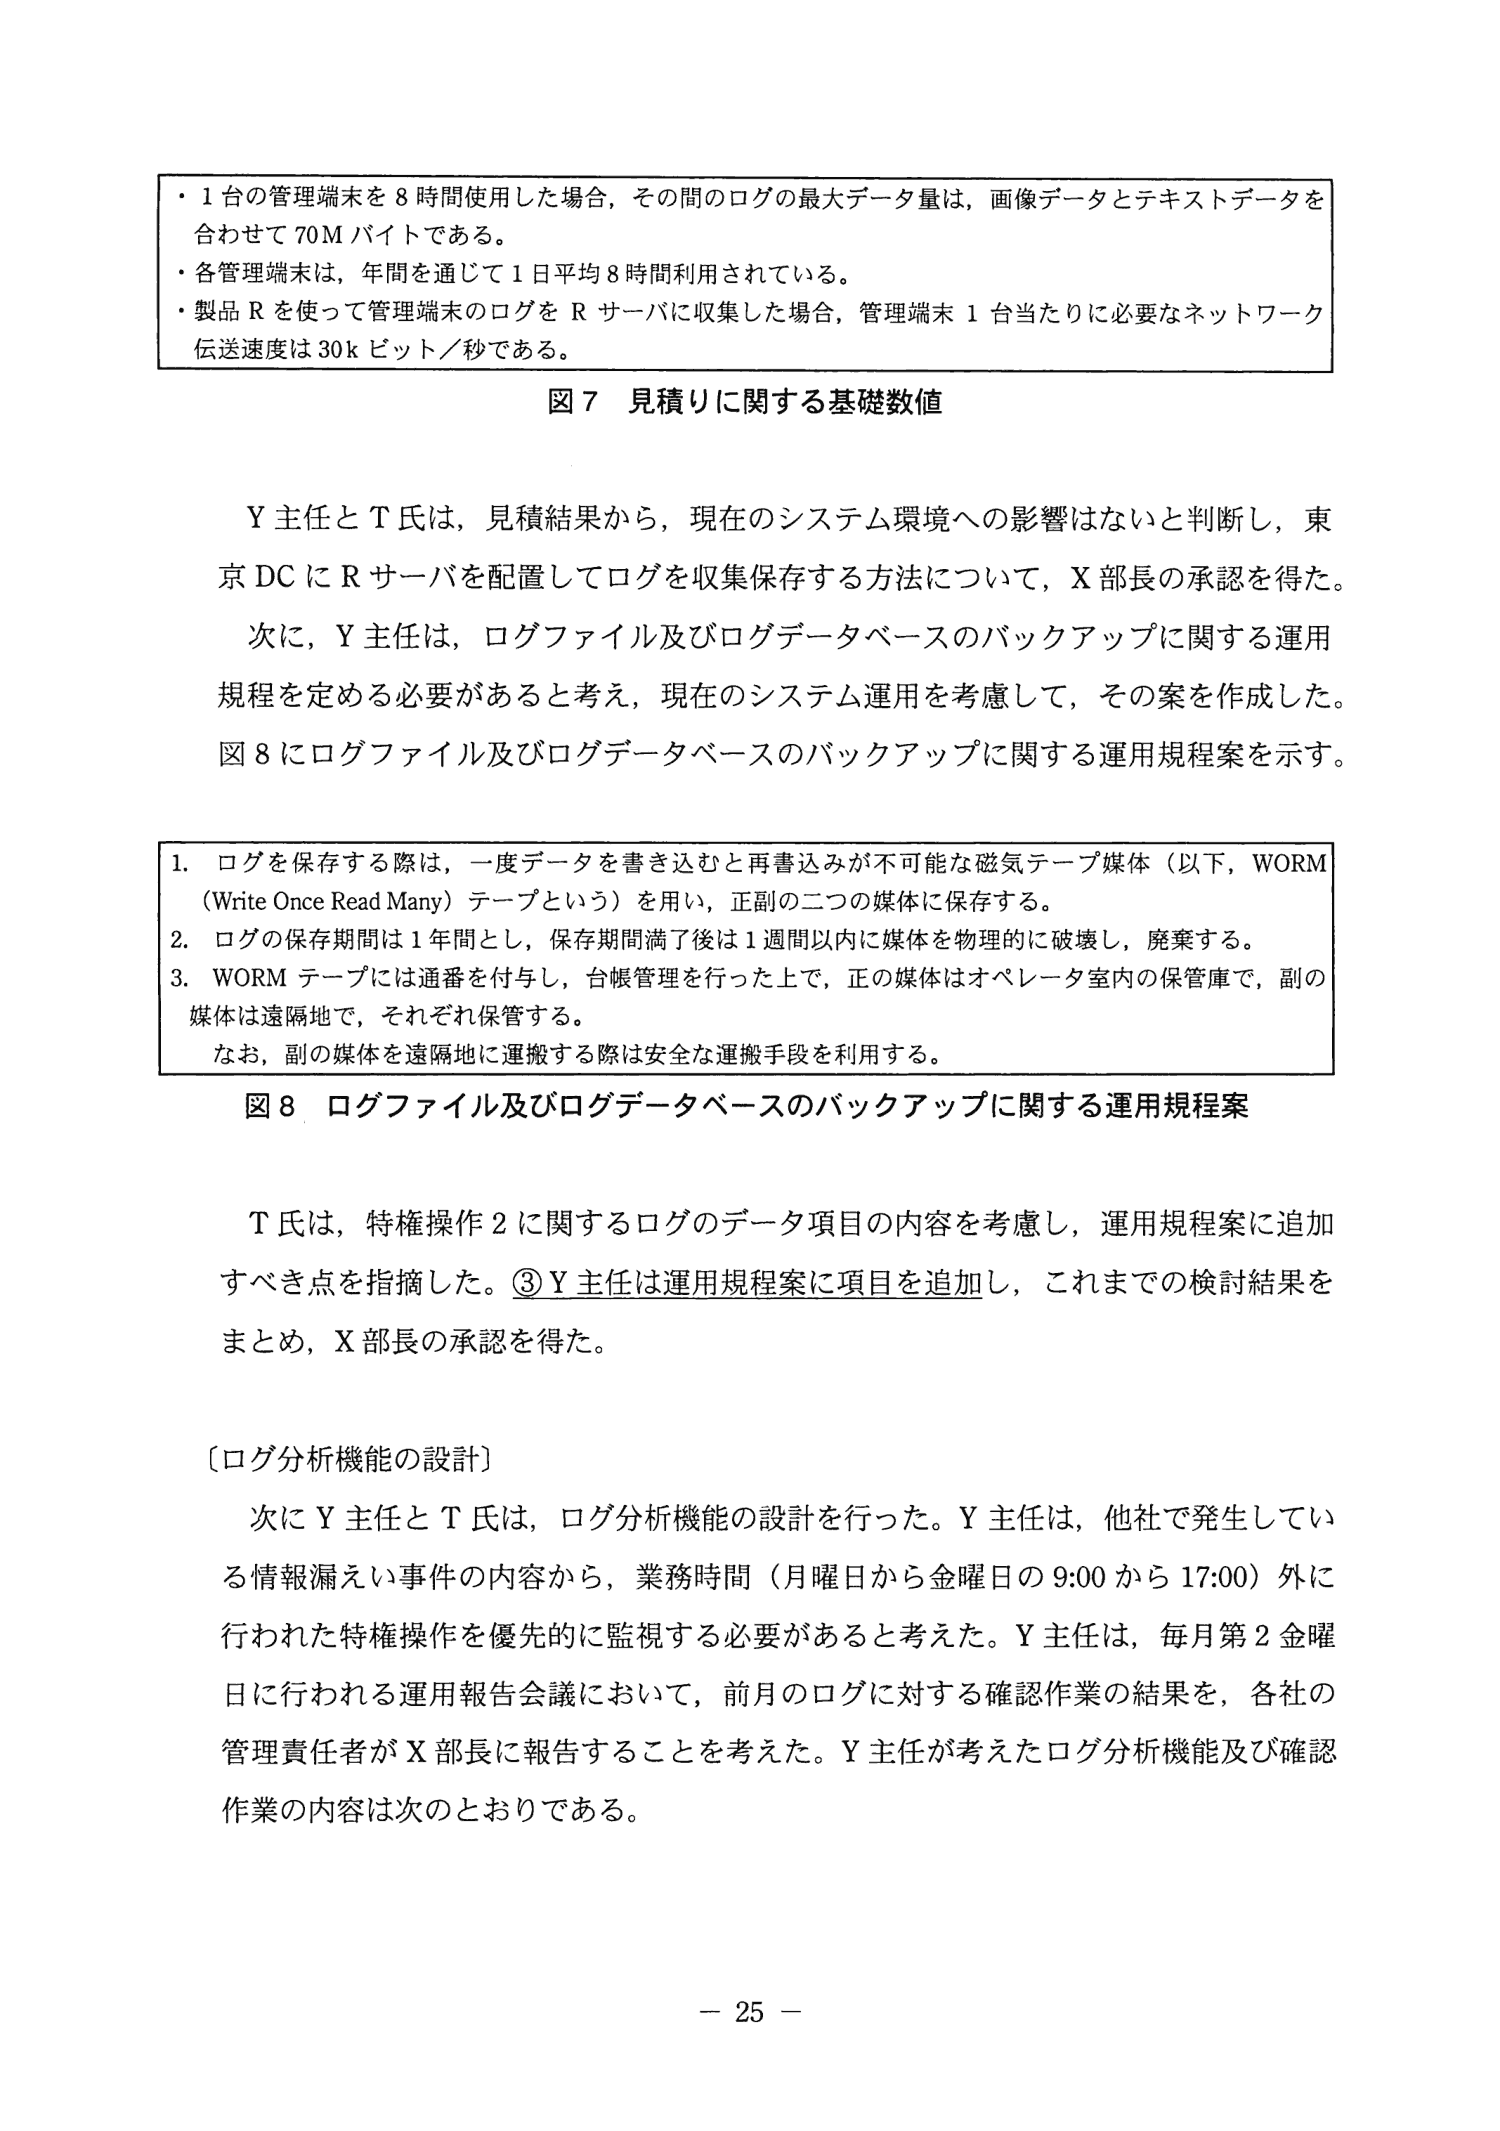 ・1台の管理端末を8時間使用した場合，その間のログの最大データ量は，画像データとテキストデータを
合わせて70Mバイトである。
・各管理端末は，年間を通じて1日平均8時間利用されている。
・製品Rを使って管理端末のログをRサーバに収集した場合，管理端末1台当たりに必要なネットワーク
伝送速度は30kビット／秒である。
図7　見積りに関する基礎数値
Y主任とT氏は，見積結果から，現在のシステム環境への影響はないと判断し，東
京DCにRサーバを配置してログを収集保存する方法について，X部長の承認を得た。
次に，Y主任は，ログファイル及びログデータベースのバックアップに関する運用
規程を定める必要があると考え，現在のシステム運用を考慮して，その案を作成した。
図8にログファイル及びログデータベースのバックアップに関する運用規程案を示す。
1.　ログを保存する際は，一度データを書き込むと再書込みが不可能な磁気テープ媒体（以下，WORM
（Write Once Read Many）テープという）を用い，正副の二つの媒体に保存する。
2.　ログの保存期間は1年間とし，保存期間満了後は1週間以内に媒体を物理的に破壊し，廃棄する。
3.　WORMテープには通番を付与し，台帳管理を行った上で，正の媒体はオペレータ室内の保管庫で，副の
媒体は遠隔地で，それぞれ保管する。
なお，副の媒体を遠隔地に運搬する際は安全な運搬手段を利用する。
図8　ログファイル及びログデータベースのバックアップに関する運用規程案
T氏は，特権操作2に関するログのデータ項目の内容を考慮し，運用規程案に追加
すべき点を指摘した。③Y主任は運用規程案に項目を追加し，これまでの検討結果を
まとめ，X部長の承認を得た。
〔ログ分析機能の設計〕
次にY主任とT氏は，ログ分析機能の設計を行った。Y主任は，他社で発生してい
る情報漏えい事件の内容から，業務時間（月曜日から金曜日の9:00から17:00）外に
行われた特権操作を優先的に監視する必要があると考えた。Y主任は，毎月第2金曜
日に行われる運用報告会議において，前月のログに対する確認作業の結果を，各社の
管理責任者がX部長に報告することを考えた。Y主任が考えたログ分析機能及び確認
作業の内容は次のとおりである。
－ 25 －